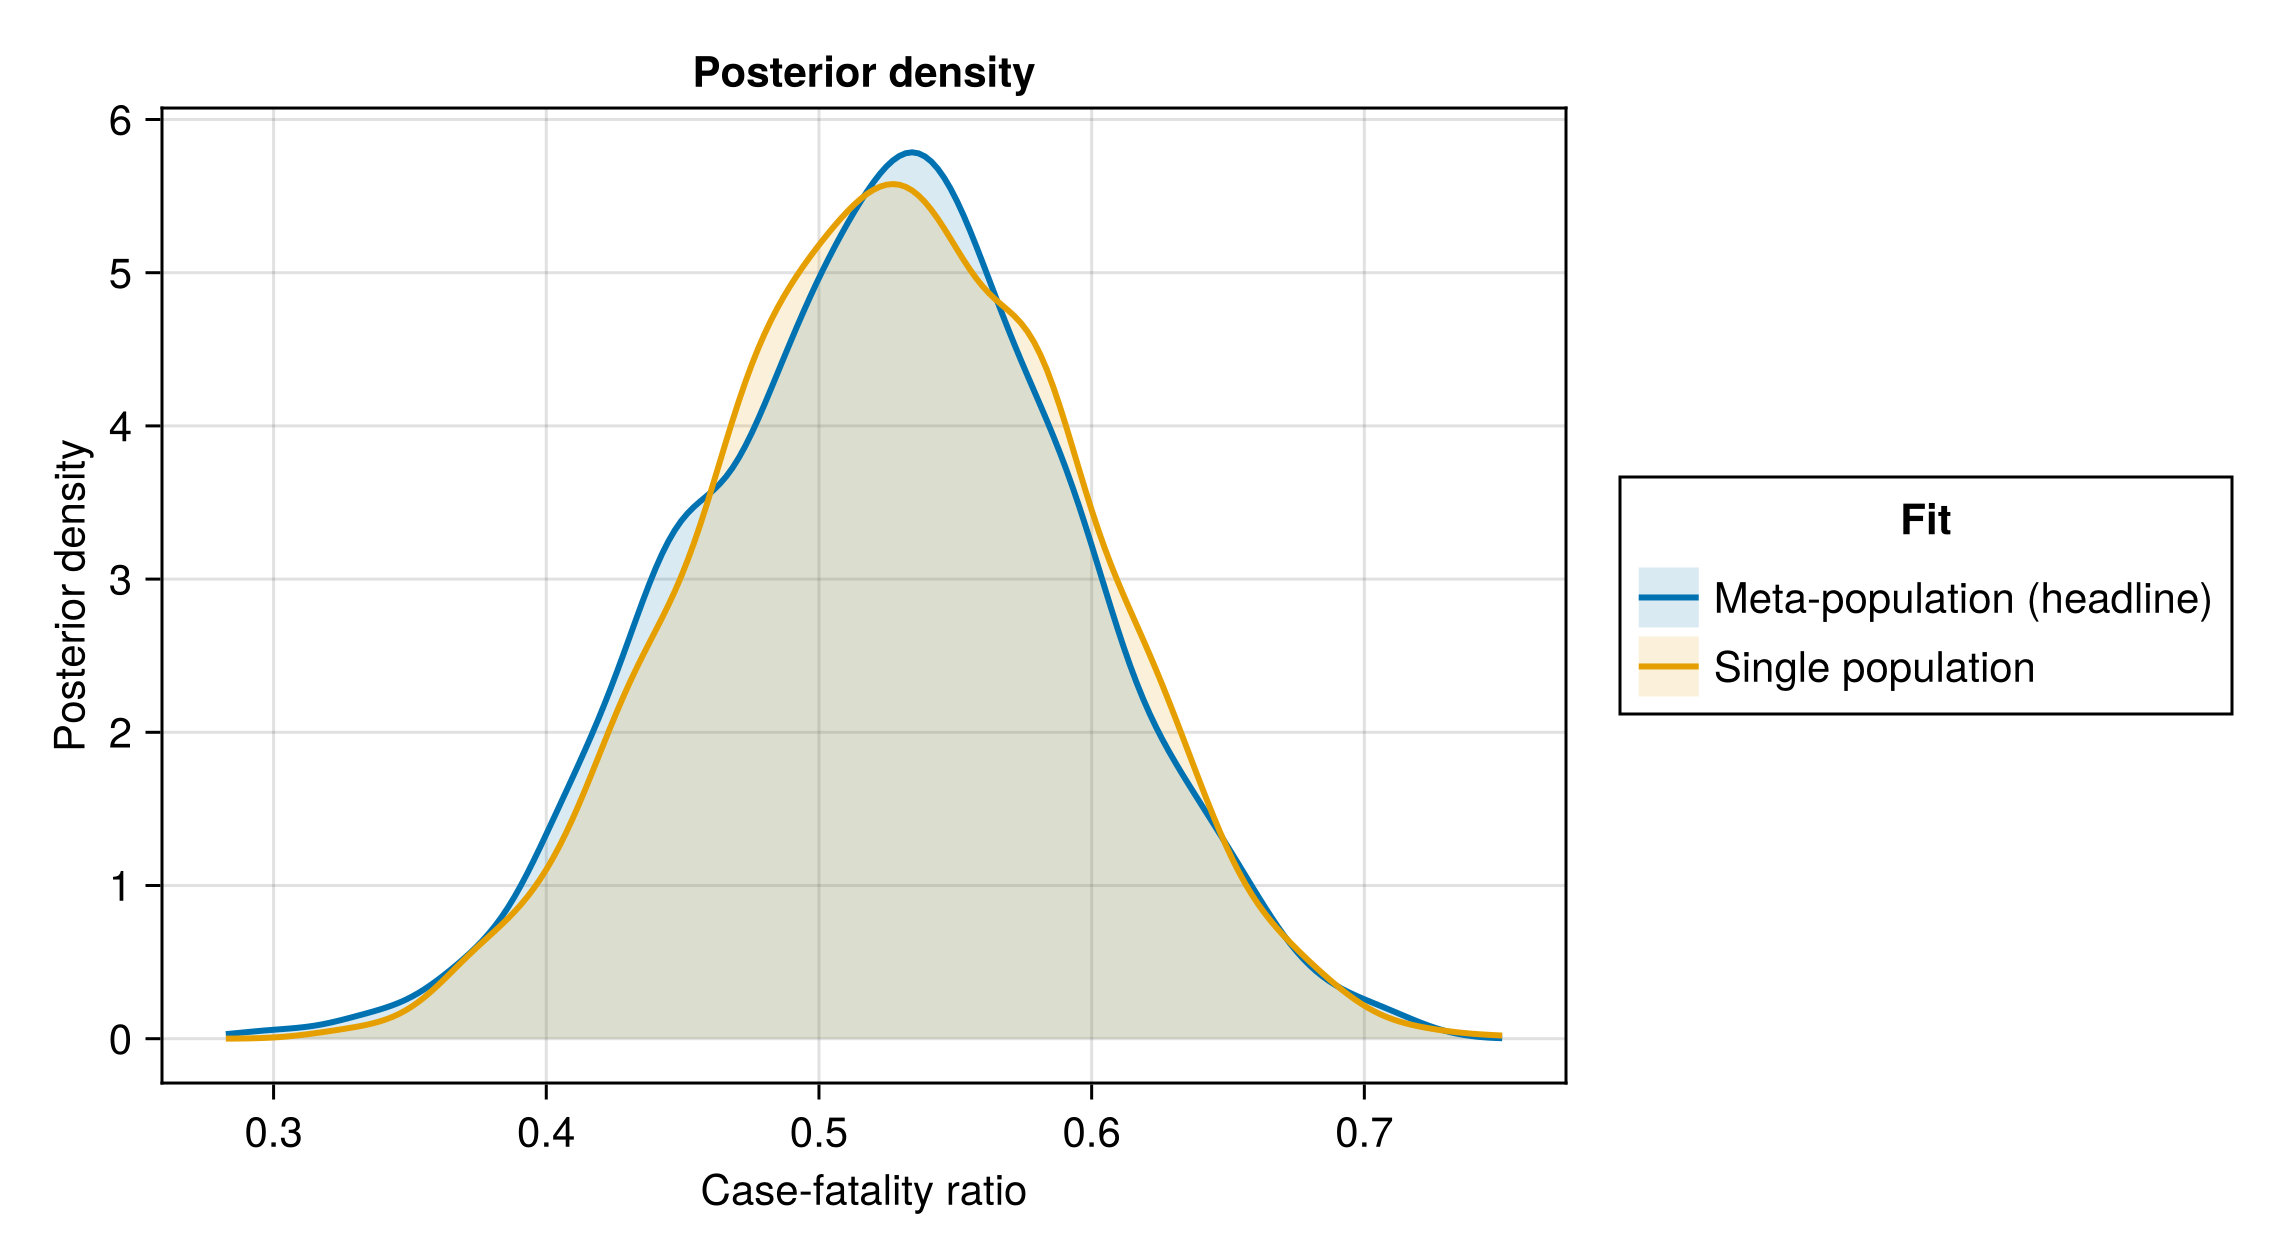 Posterior density
6
5
4
3
2
1
0
Posterior density
0.3 0.4 0.5 0.6 0.7
Case-fatality ratio
Fit
Meta-population (headline)
Single population